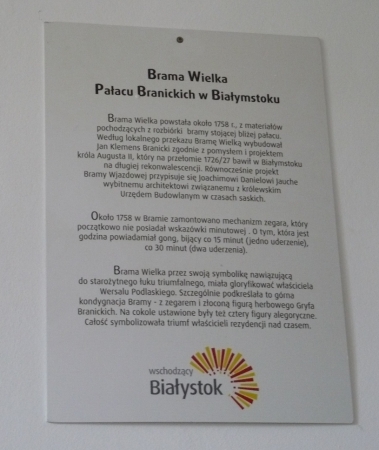 Brama Wielka
Pałacu Branickich w Białymstoku
Brama Wielka powstała około 1758 r., z materiałów
pochodzących z rozbiórki bramy stojącej bliżej pałacu.
Według lokalnego przekazu Bramę Wielką wybudował
Jan Klemens Branicki zgodnie z pomysłem i projektem
króla Augusta II, który na przełomie 1726/27 bawił w Białymstoku
na długiej rekonwalescencji. Równocześnie projekt
Bramy Wjazdowej przypisuje się Joachimowi Danielowi Jauche
wybitnemu architektowi związanemu z królewskim
Urzędem Budowlanym w czasach saskich.
Około 1758 w Bramie zamontowano mechanizm zegara, który
początkowo nie posiadał wskazówki minutowej . O tym, która jest
godzina powiadamiał gong, bijący co 15 minut (jedno uderzenie),
co 30 minut (dwa uderzenia).
Brama Wielka przez swoją symbolikę nawiązującą
do starożytnego łuku triumfalnego, miała gloryfikować właściciela
Wersalu Podlaskiego. Szczególnie podkreślała to górna
kondygnacja Bramy - z zegarem i złoconą figurą herbowego Gryfa
Branickich. Na cokole ustawione były też cztery figury alegoryczne.
Całość symbolizowała triumf właścicieli rezydencji nad czasem.
wschodzący
Białystok